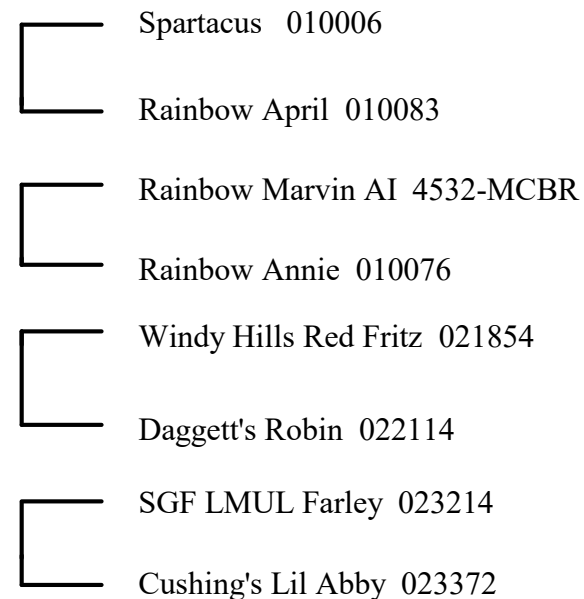 Spartacus 010006
Rainbow April 010083
Rainbow Marvin AI 4532-MCBR
Rainbow Annie 010076
Windy Hills Red Fritz 021854
Daggett's Robin 022114
SGF LMUL Farley 023214
Cushing's Lil Abby 023372